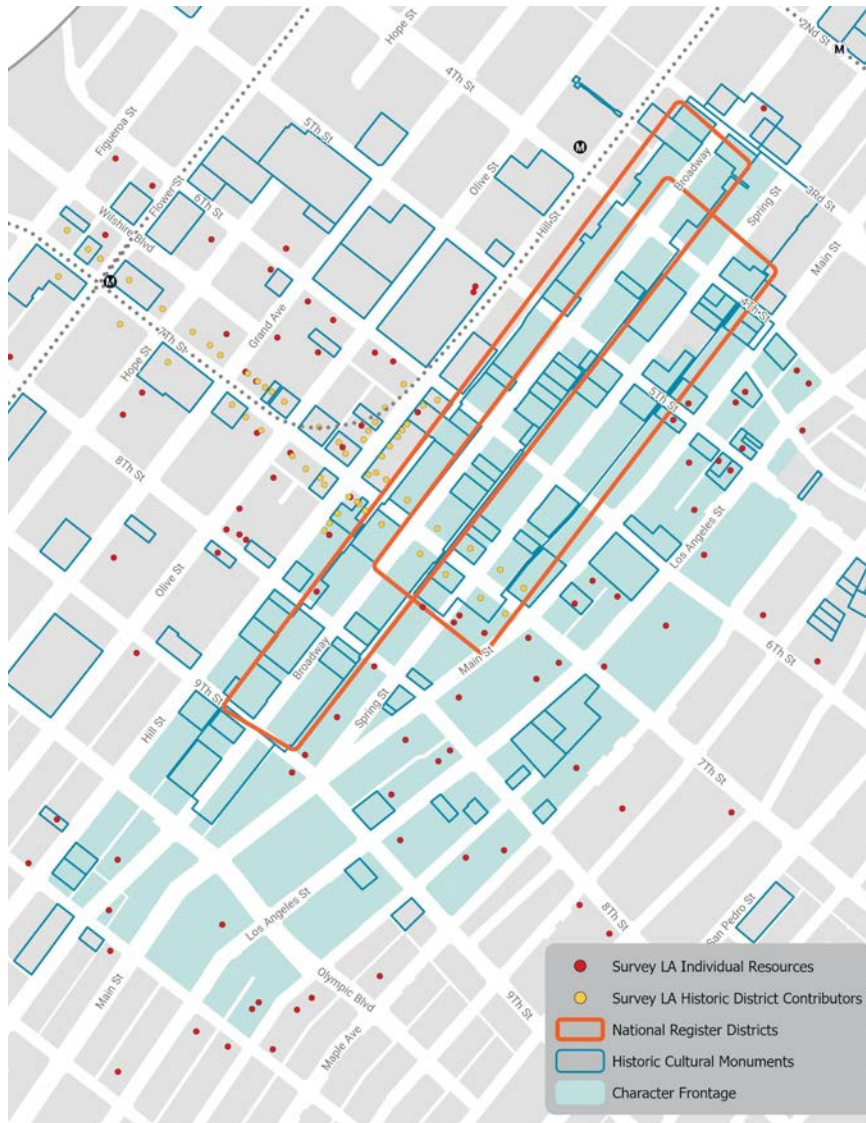 2Nd St
M
Hope St
4Th St
Figueroa St
5Th St
M
Broadway
Olive St
Flower St
6Th St
Hill St
3Rd St
Spring St
Wilshire Blvd
Main St
M
4Th St
Grand Ave
7Th St
Hope St
5Th St
8Th St
Los Angeles St
Olive St
6Th St
Broadway
Main St
9Th St
Spring St
Hill St
7Th St
Los Angeles St
8Th St
San Pedro St
Main St
Olympic Blvd
9Th St
Maple Ave
Survey LA Individual Resources
Survey LA Historic District Contributors
National Register Districts
Historic Cultural Monuments
Character Frontage